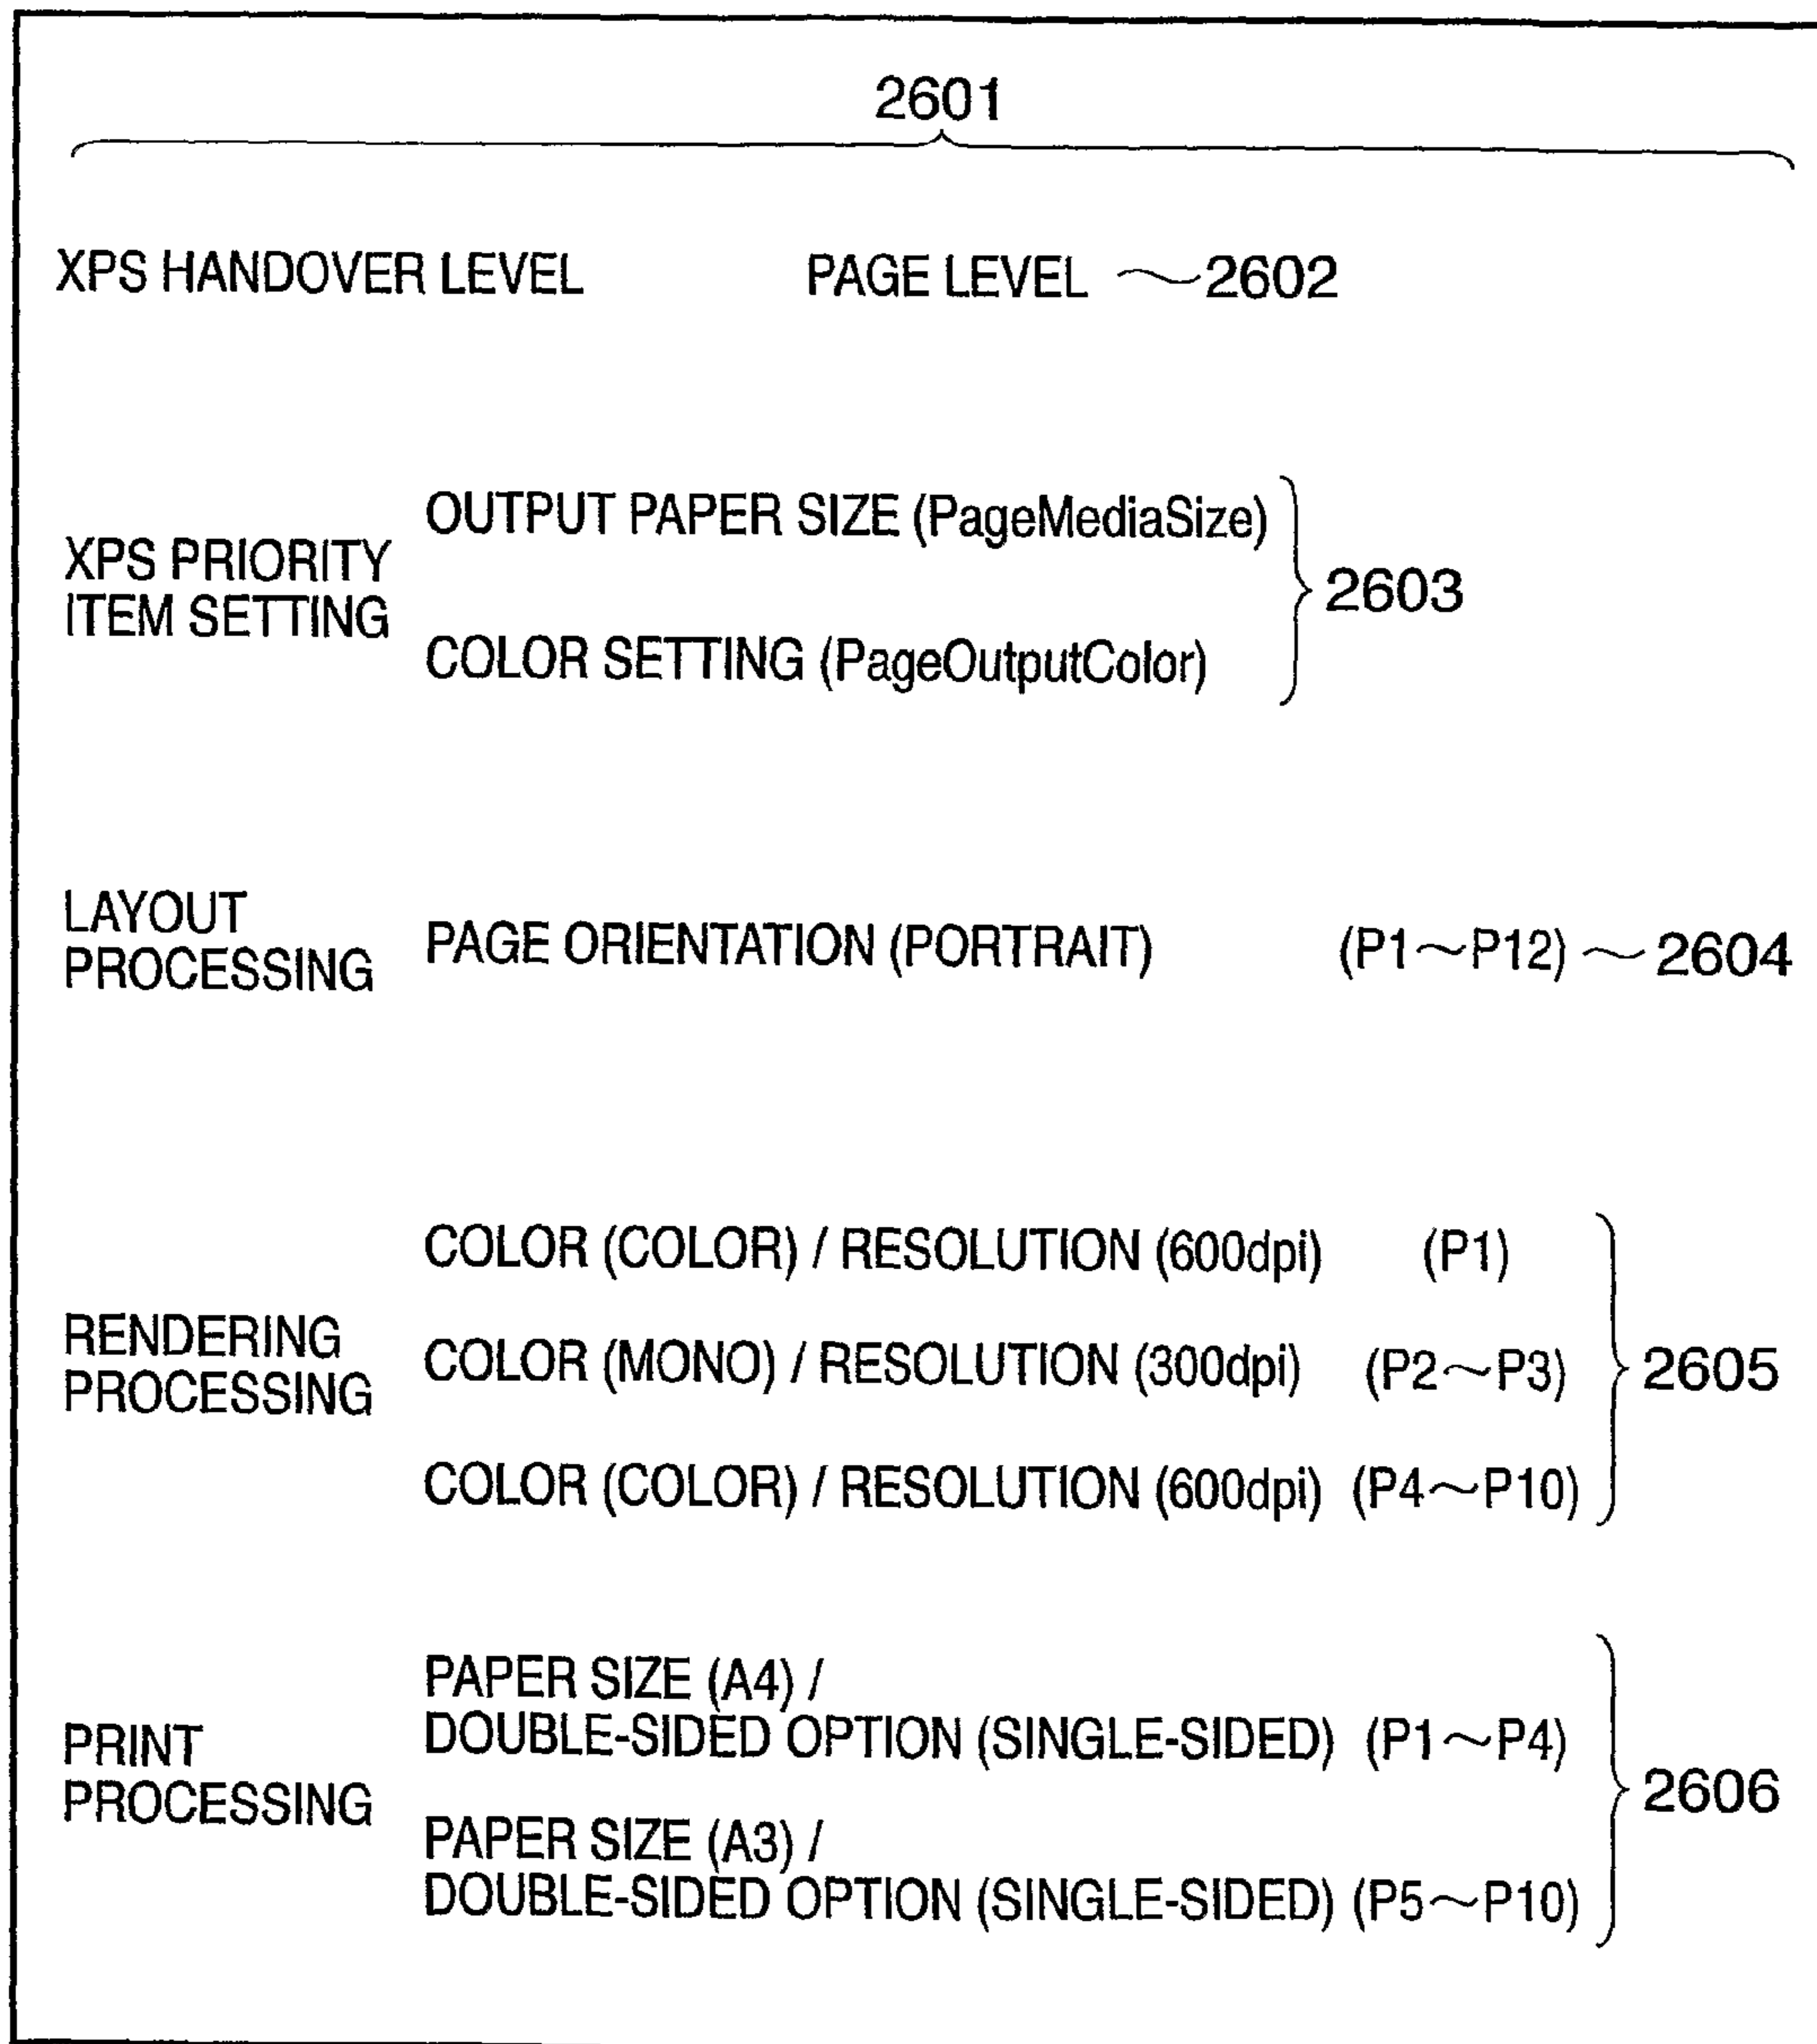 2601
XPS HANDOVER LEVEL PAGE LEVEL ~2602
XPS PRIORITY
ITEM SETTING
OUTPUT PAPER SIZE (PageMediaSize)
COLOR SETTING (PageOutputColor)
2603
LAYOUT
PROCESSING
PAGE ORIENTATION (PORTRAIT) (P1~P12) ~2604
RENDERING
PROCESSING
COLOR (COLOR) / RESOLUTION (600dpi) (P1)
COLOR (MONO) / RESOLUTION (300dpi) (P2~P3)
COLOR (COLOR) / RESOLUTION (600dpi) (P4~P10)
2605
PRINT
PROCESSING
PAPER SIZE (A4) /
DOUBLE-SIDED OPTION (SINGLE-SIDED) (P1~P4)
PAPER SIZE (A3) /
DOUBLE-SIDED OPTION (SINGLE-SIDED) (P5~P10)
2606